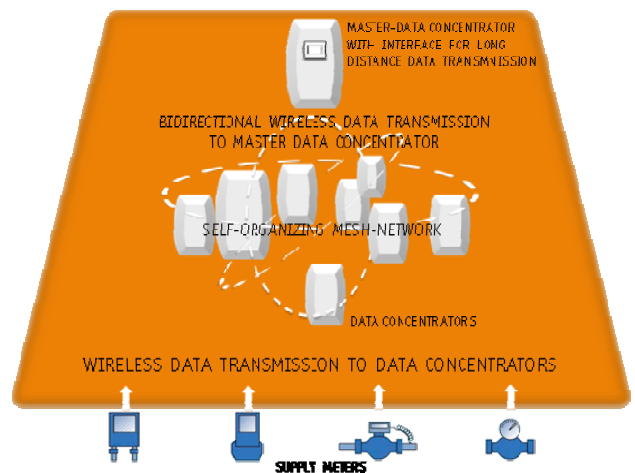 MASTER-DATA CONCENTRATOR
WITH INTERFACE FOR LONG
DISTANCE DATA TRANSMISSION
BIDIRECTIONAL WIRELESS DATA TRANSMISSION
TO MASTER DATA CONCENTRATOR
SELF-ORGANIZING MESH-NETWORK
DATA CONCENTRATORS
WIRELESS DATA TRANSMISSION TO DATA CONCENTRATORS
SUPPLY METERS